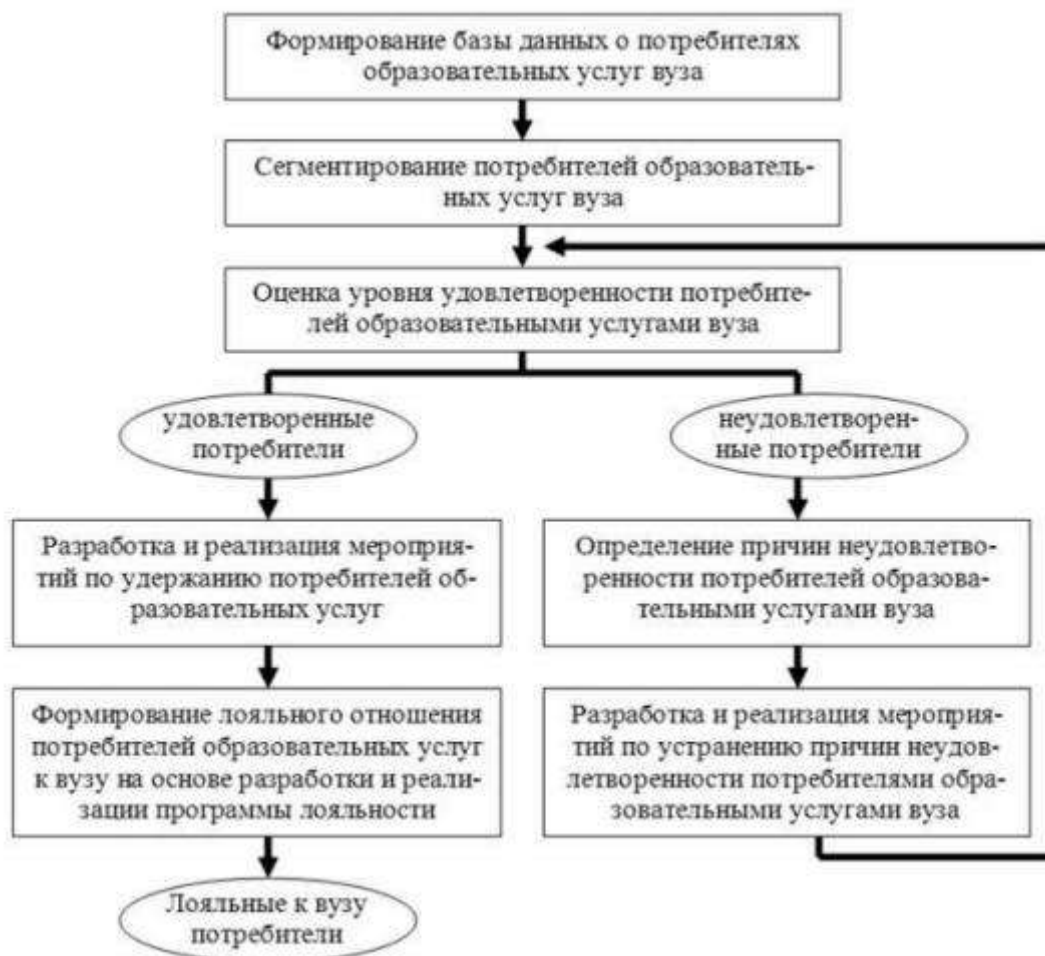 Формирование базы данных о потребителях
образовательных услуг вуза
Сегментирование потребителей образователь-
ных услуг вуза
Оценка уровня удовлетворенности потребите-
лей образовательными услугами вуза
удовлетворенные
потребители
неудовлетворен-
ные потребители
Разработка и реализация мероприя-
тий по удержанию потребителей об-
разовательных услуг
Определение причин неудовлетво-
ренности потребителей образова-
тельными услугами вуза
Формирование лояльного отношения
потребителей образовательных услуг
к вузу на основе разработки и реали-
зации программы лояльности
Разработка и реализация мероприя-
тий по устранению причин неудов-
летворенности потребителями обра-
зовательными услугами вуза
Лояльные к вузу
потребители